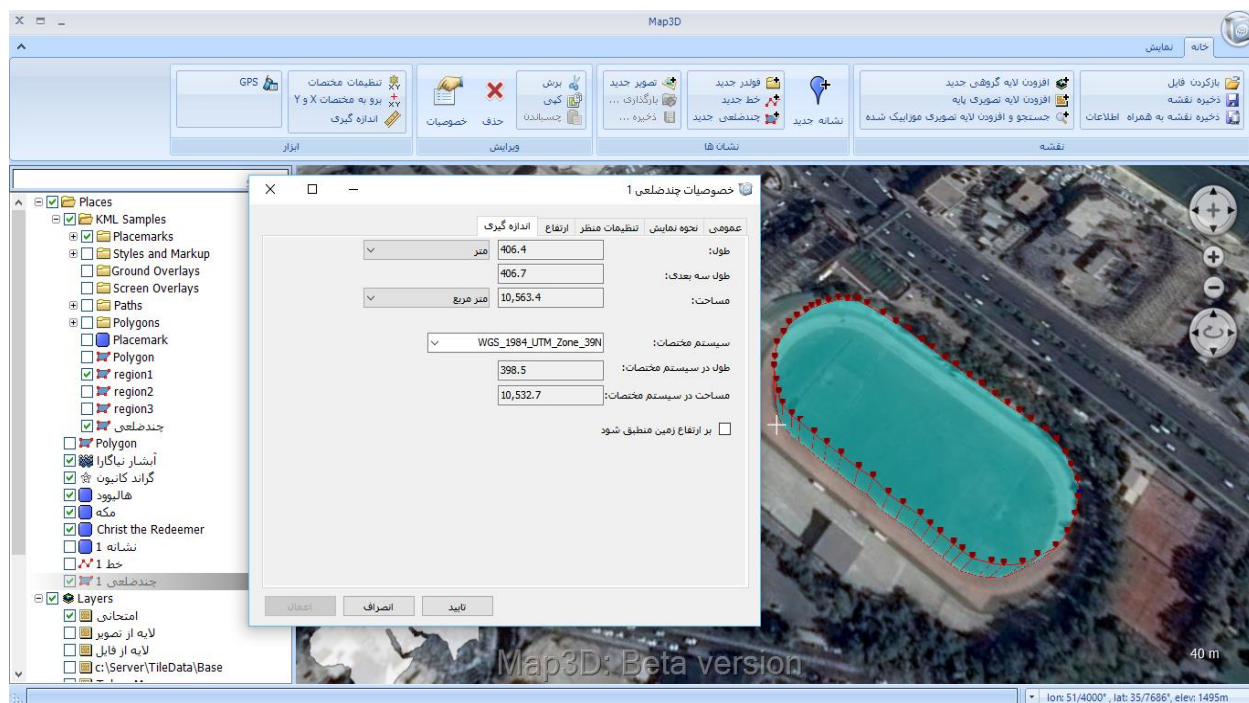 Map3D
خانه
نمایش
بازکردن فایل
ذخیره نقشه
ذخیره نقشه به همراه اطلاعات
افزودن لایه گروهی جدید
افزودن لایه تصویری پایه
جستجو و افزودن لایه تصویری موزاییک شده
نقشه
نشانه جدید
فولدر جدید
خط جدید
چندضلعی جدید
تصویر جدید
بارگذاری ...
ذخیره ...
نشان ها
برش
کپی
چسباندن
حذف
خصوصیات
ویرایش
تنظیمات مختصات
برو به مختصات X و Y
اندازه گیری
GPS
ابزار
Places
KML Samples
Placemarks
Styles and Markup
Ground Overlays
Screen Overlays
Paths
Polygons
Placemark
Polygon
region1
region2
region3
چندضلعی
Polygon
آبشار نیاگارا
گراند کانیون
هالیوود
مکه
Christ the Redeemer
نشانه 1
خط 1
چندضلعی 1
Layers
امتحانی
لایه از تصویر
لایه از فایل
c:\Server\TileData\Base
خصوصیات چندضلعی 1
عمومی
نحوه نمایش
تنظیمات منظر
ارتفاع
اندازه گیری
طول: 406.4 متر
طول سه بعدی: 406.7
مساحت: 10,563.4 متر مربع
سیستم مختصات: WGS_1984_UTM_Zone_39N
طول در سیستم مختصات: 398.5
مساحت در سیستم مختصات: 10,532.7
بر ارتفاع زمین منطبق شود
تایید
انصراف
اعمال
40 m
Map3D: Beta version
lon: 51/4000° , lat: 35/7686°, elev: 1495m